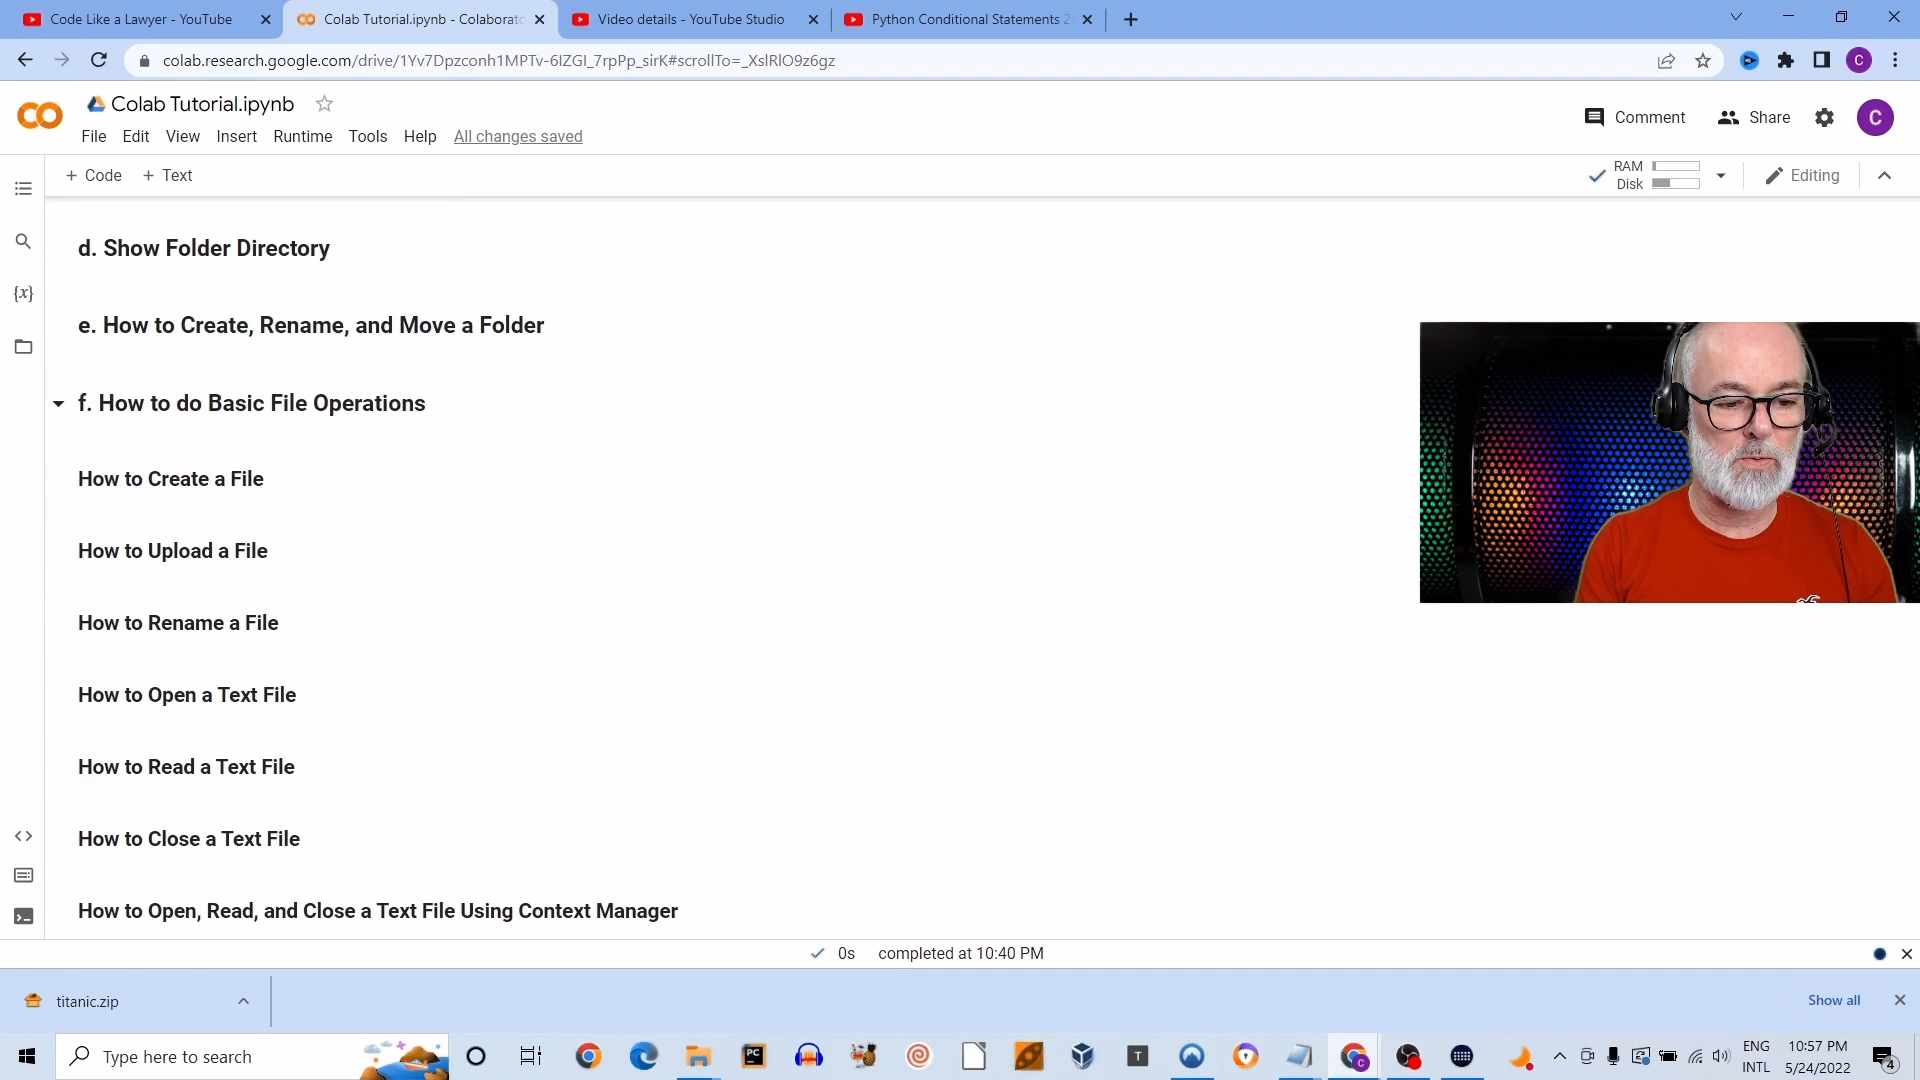 Code Like a Lawyer - YouTube
Colab Tutorial.ipynb - Colaborato
Video details - YouTube Studio
Python Conditional Statements 2
colab.research.google.com/drive/1Yv7Dpzconh1MPTv-6IZGI_7rpPp_sirK#scrollTo=_XslRlO9z6gz
C
Colab Tutorial.ipynb
File Edit View Insert Runtime Tools Help All changes saved
Comment Share C
+ Code + Text
RAM
Disk
Editing
{x}
d. Show Folder Directory
e. How to Create, Rename, and Move a Folder
f. How to do Basic File Operations
How to Create a File
How to Upload a File
How to Rename a File
How to Open a Text File
How to Read a Text File
How to Close a Text File
How to Open, Read, and Close a Text File Using Context Manager
0s completed at 10:40 PM
titanic.zip
Show all
Type here to search
PC
T
C
ENG
INTL
10:57 PM
5/24/2022
4